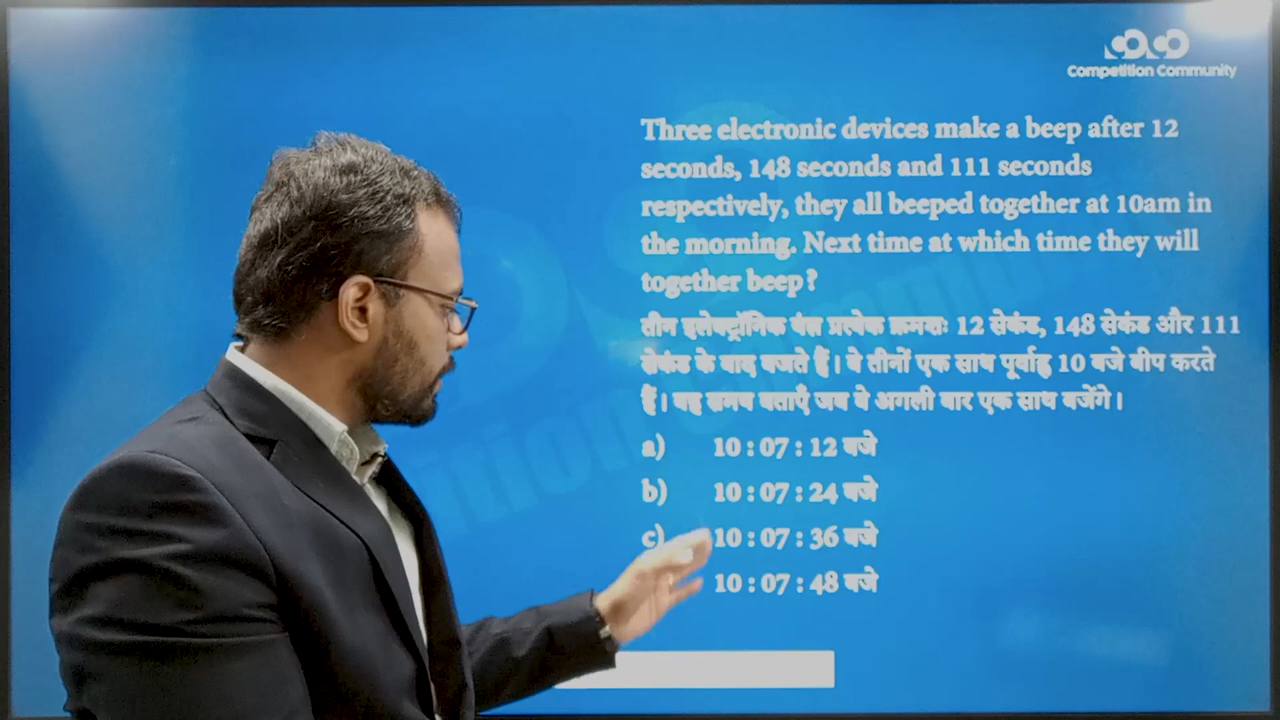 Competition Community
Three electronic devices make a beep after 12
seconds, 148 seconds and 111 seconds
respectively, they all beeped together at 10am in
the morning. Next time at which time they will
together beep?
तीन इलेक्ट्रॉनिक यंत्र प्रत्येक क्रमशः 12 सेकंड, 148 सेकंड और 111
सेकंड के बाद बजते हैं। वे तीनों एक साथ पूर्वाह्न 10 बजे बीप करते
हैं। वह समय बताएँ जब वे अगली बार एक साथ बजेंगे।
a) 10 : 07 : 12 बजे
b) 10 : 07 : 24 बजे
c) 10 : 07 : 36 बजे
10 : 07 : 48 बजे